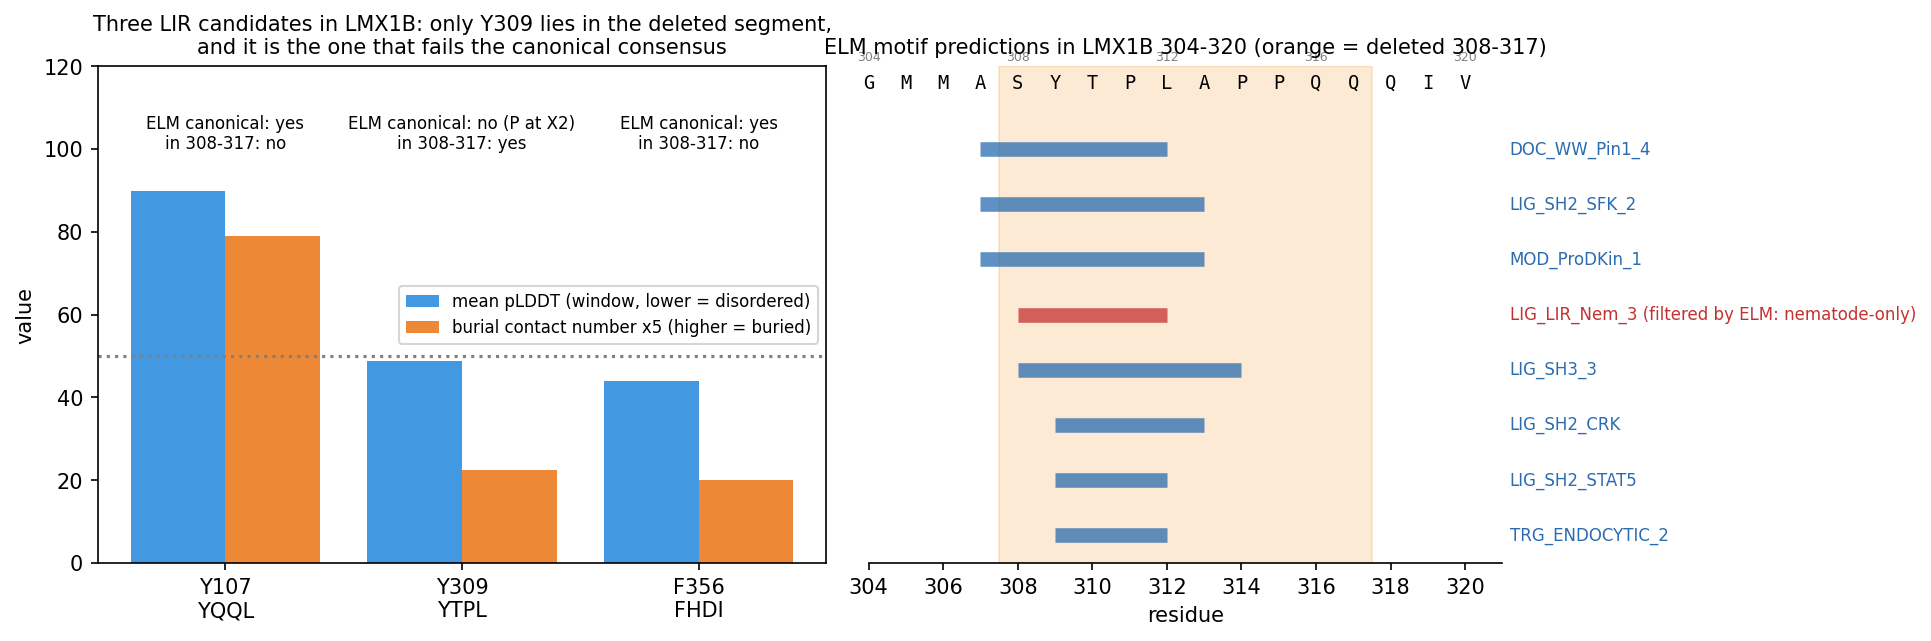 Three LIR candidates in LMX1B: only Y309 lies in the deleted segment,
and it is the one that fails the canonical consensus
120
100
80
60
40
20
0
value
ELM canonical: yes
in 308-317: no
ELM canonical: no (P at X2)
in 308-317: yes
ELM canonical: yes
in 308-317: no
mean pLDDT (window, lower = disordered)
burial contact number x5 (higher = buried)
Y107
YQQL
Y309
YTPL
F356
FHDI
ELM motif predictions in LMX1B 304-320 (orange = deleted 308-317)
304 308 312 316 320
G M M A S Y T P L A P P Q Q Q I V
DOC_WW_Pin1_4
LIG_SH2_SFK_2
MOD_ProDKin_1
LIG_LIR_Nem_3 (filtered by ELM: nematode-only)
LIG_SH3_3
LIG_SH2_CRK
LIG_SH2_STAT5
TRG_ENDOCYTIC_2
304 306 308 310 312 314 316 318 320
residue